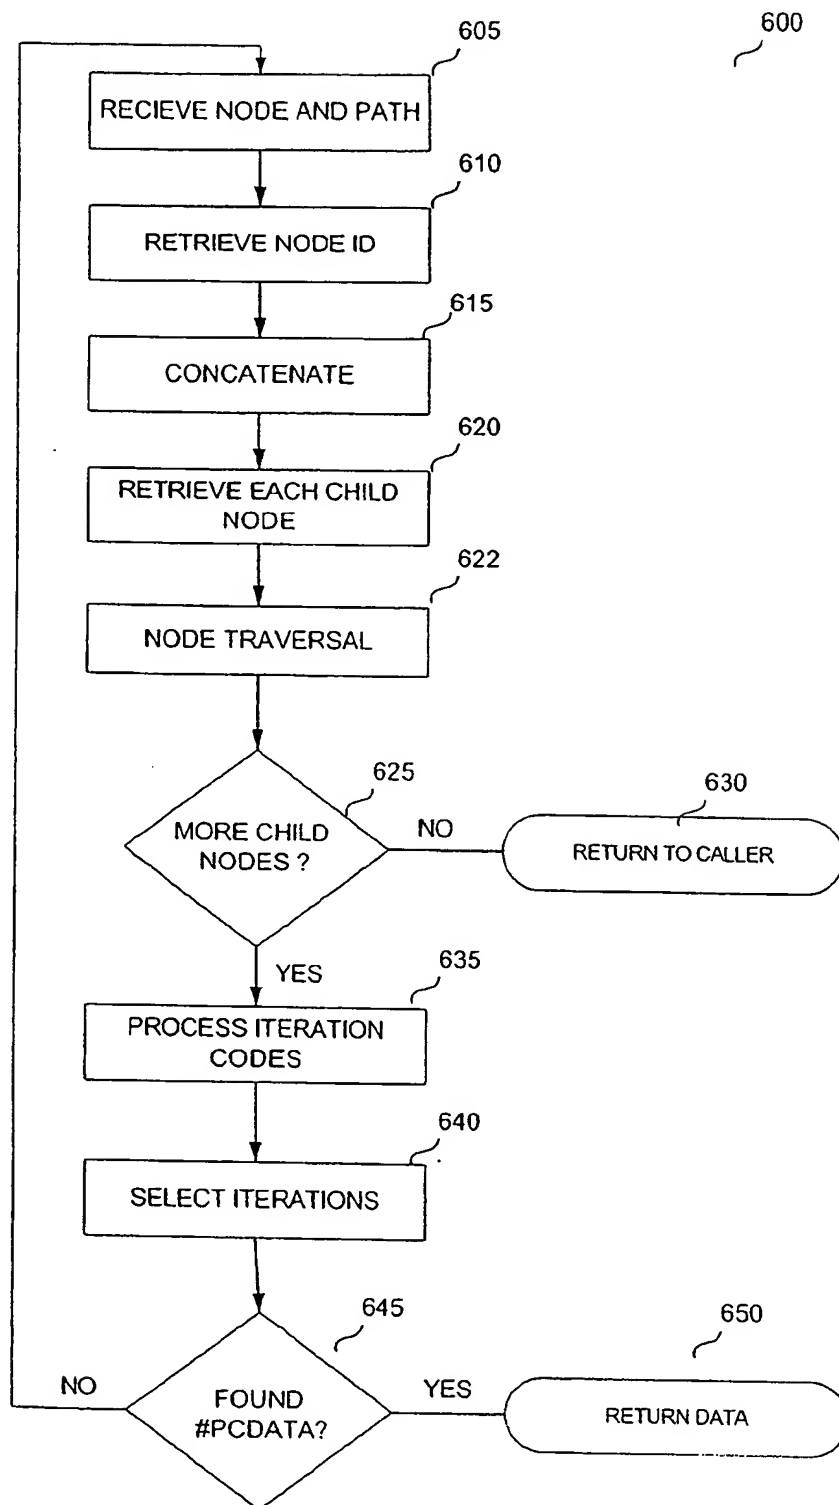 600
605
RECIEVE NODE AND PATH
610
RETRIEVE NODE ID
615
CONCATENATE
620
RETRIEVE EACH CHILD
NODE
622
NODE TRAVERSAL
625
MORE CHILD
NODES ?
NO
630
RETURN TO CALLER
YES
635
PROCESS ITERATION
CODES
640
SELECT ITERATIONS
645
FOUND
#PCDATA?
NO
YES
650
RETURN DATA